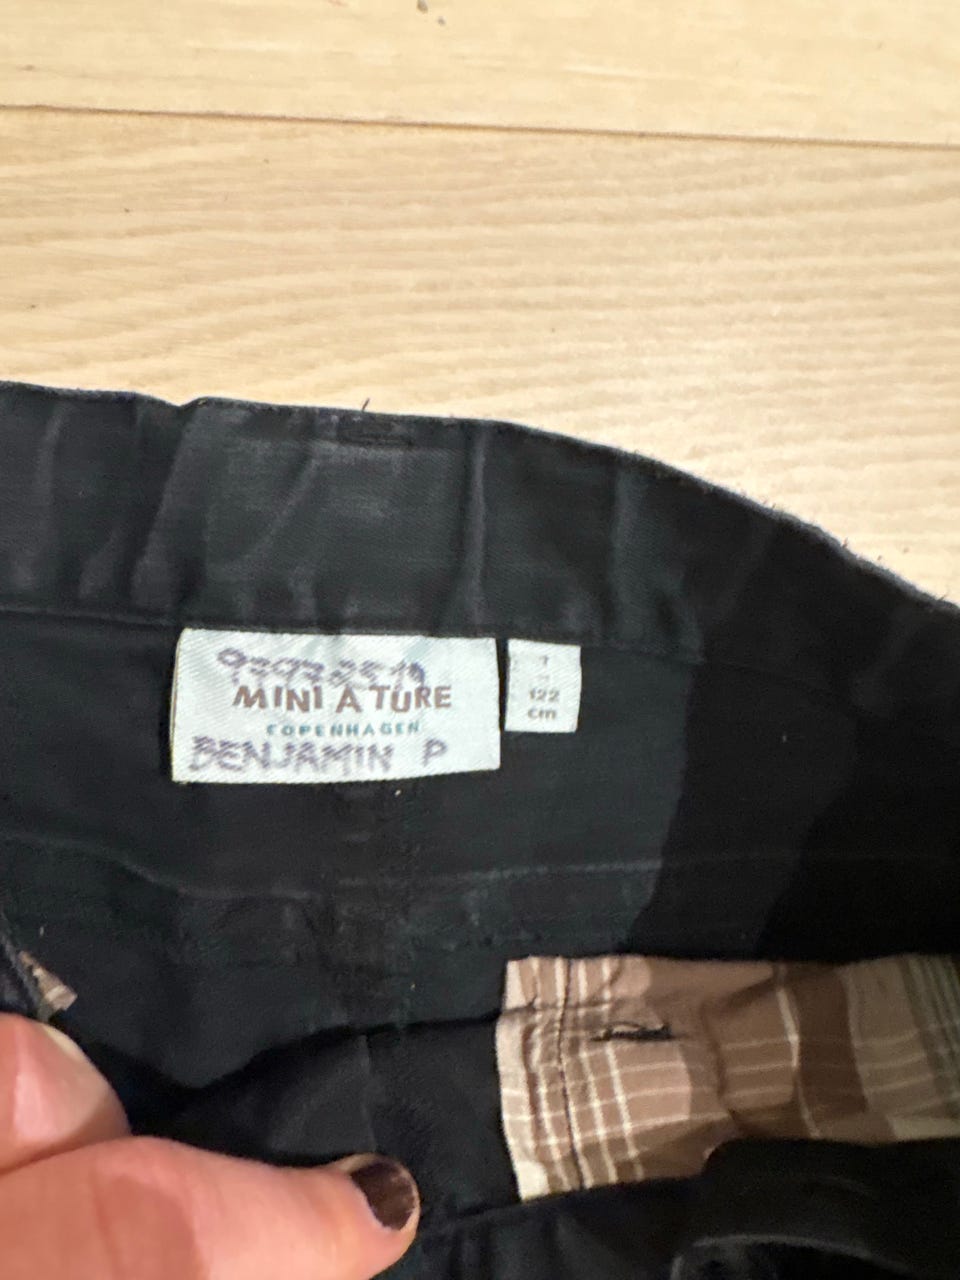 MINI A TURE
COPENHAGEN
BENJAMIN P
122
cm